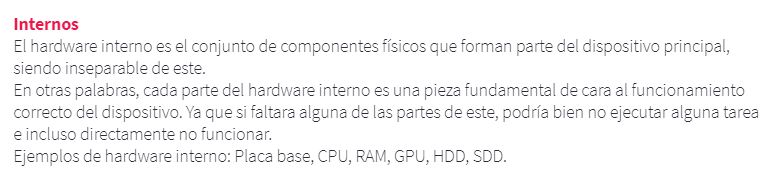 Internos
El hardware interno es el conjunto de componentes físicos que forman parte del dispositivo principal,
siendo inseparable de este.
En otras palabras, cada parte del hardware interno es una pieza fundamental de cara al funcionamiento
correcto del dispositivo. Ya que si faltara alguna de las partes de este, podría bien no ejecutar alguna tarea
e incluso directamente no funcionar.
Ejemplos de hardware interno: Placa base, CPU, RAM, GPU, HDD, SDD.